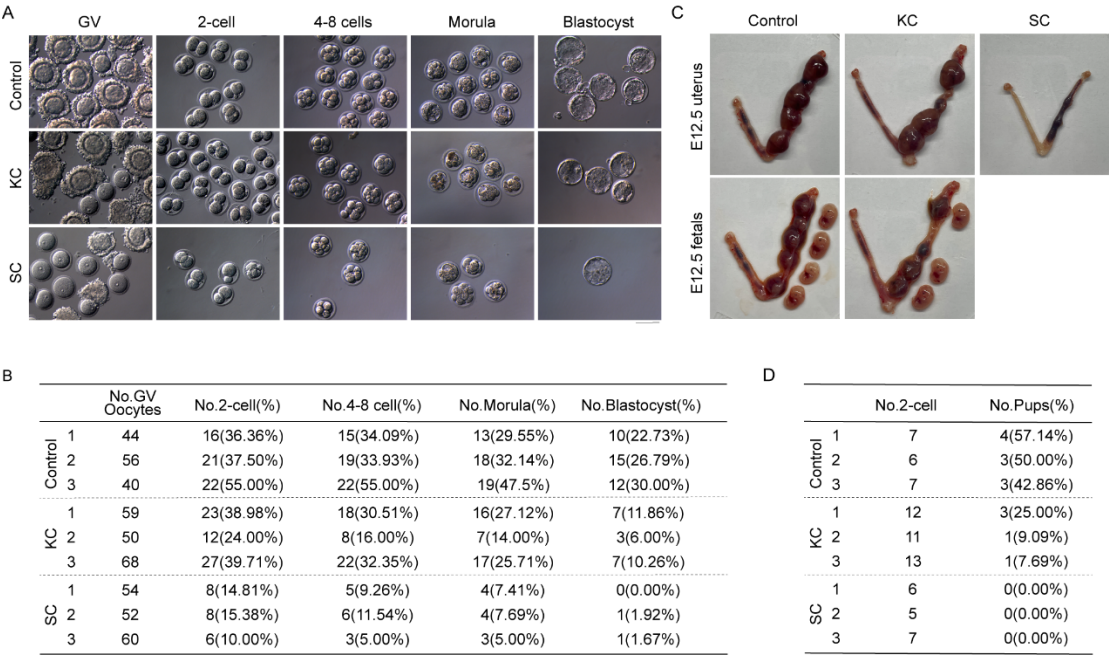 A
GV 2-cell 4-8 cells Morula Blastocyst
Control
KC
SC
C
Control KC SC
E12.5 uterus
E12.5 fetals
B
No.GV Oocytes No.2-cell(%) No.4-8 cell(%) No.Morula(%) No.Blastocyst(%)
Control
1 44 16(36.36%) 15(34.09%) 13(29.55%) 10(22.73%)
2 56 21(37.50%) 19(33.93%) 18(32.14%) 15(26.79%)
3 40 22(55.00%) 22(55.00%) 19(47.5%) 12(30.00%)
KC
1 59 23(38.98%) 18(30.51%) 16(27.12%) 7(11.86%)
2 50 12(24.00%) 8(16.00%) 7(14.00%) 3(6.00%)
3 68 27(39.71%) 22(32.35%) 17(25.71%) 7(10.26%)
SC
1 54 8(14.81%) 5(9.26%) 4(7.41%) 0(0.00%)
2 52 8(15.38%) 6(11.54%) 4(7.69%) 1(1.92%)
3 60 6(10.00%) 3(5.00%) 3(5.00%) 1(1.67%)
D
No.2-cell No.Pups(%)
Control
1 7 4(57.14%)
2 6 3(50.00%)
3 7 3(42.86%)
KC
1 12 3(25.00%)
2 11 1(9.09%)
3 13 1(7.69%)
SC
1 6 0(0.00%)
2 5 0(0.00%)
3 7 0(0.00%)